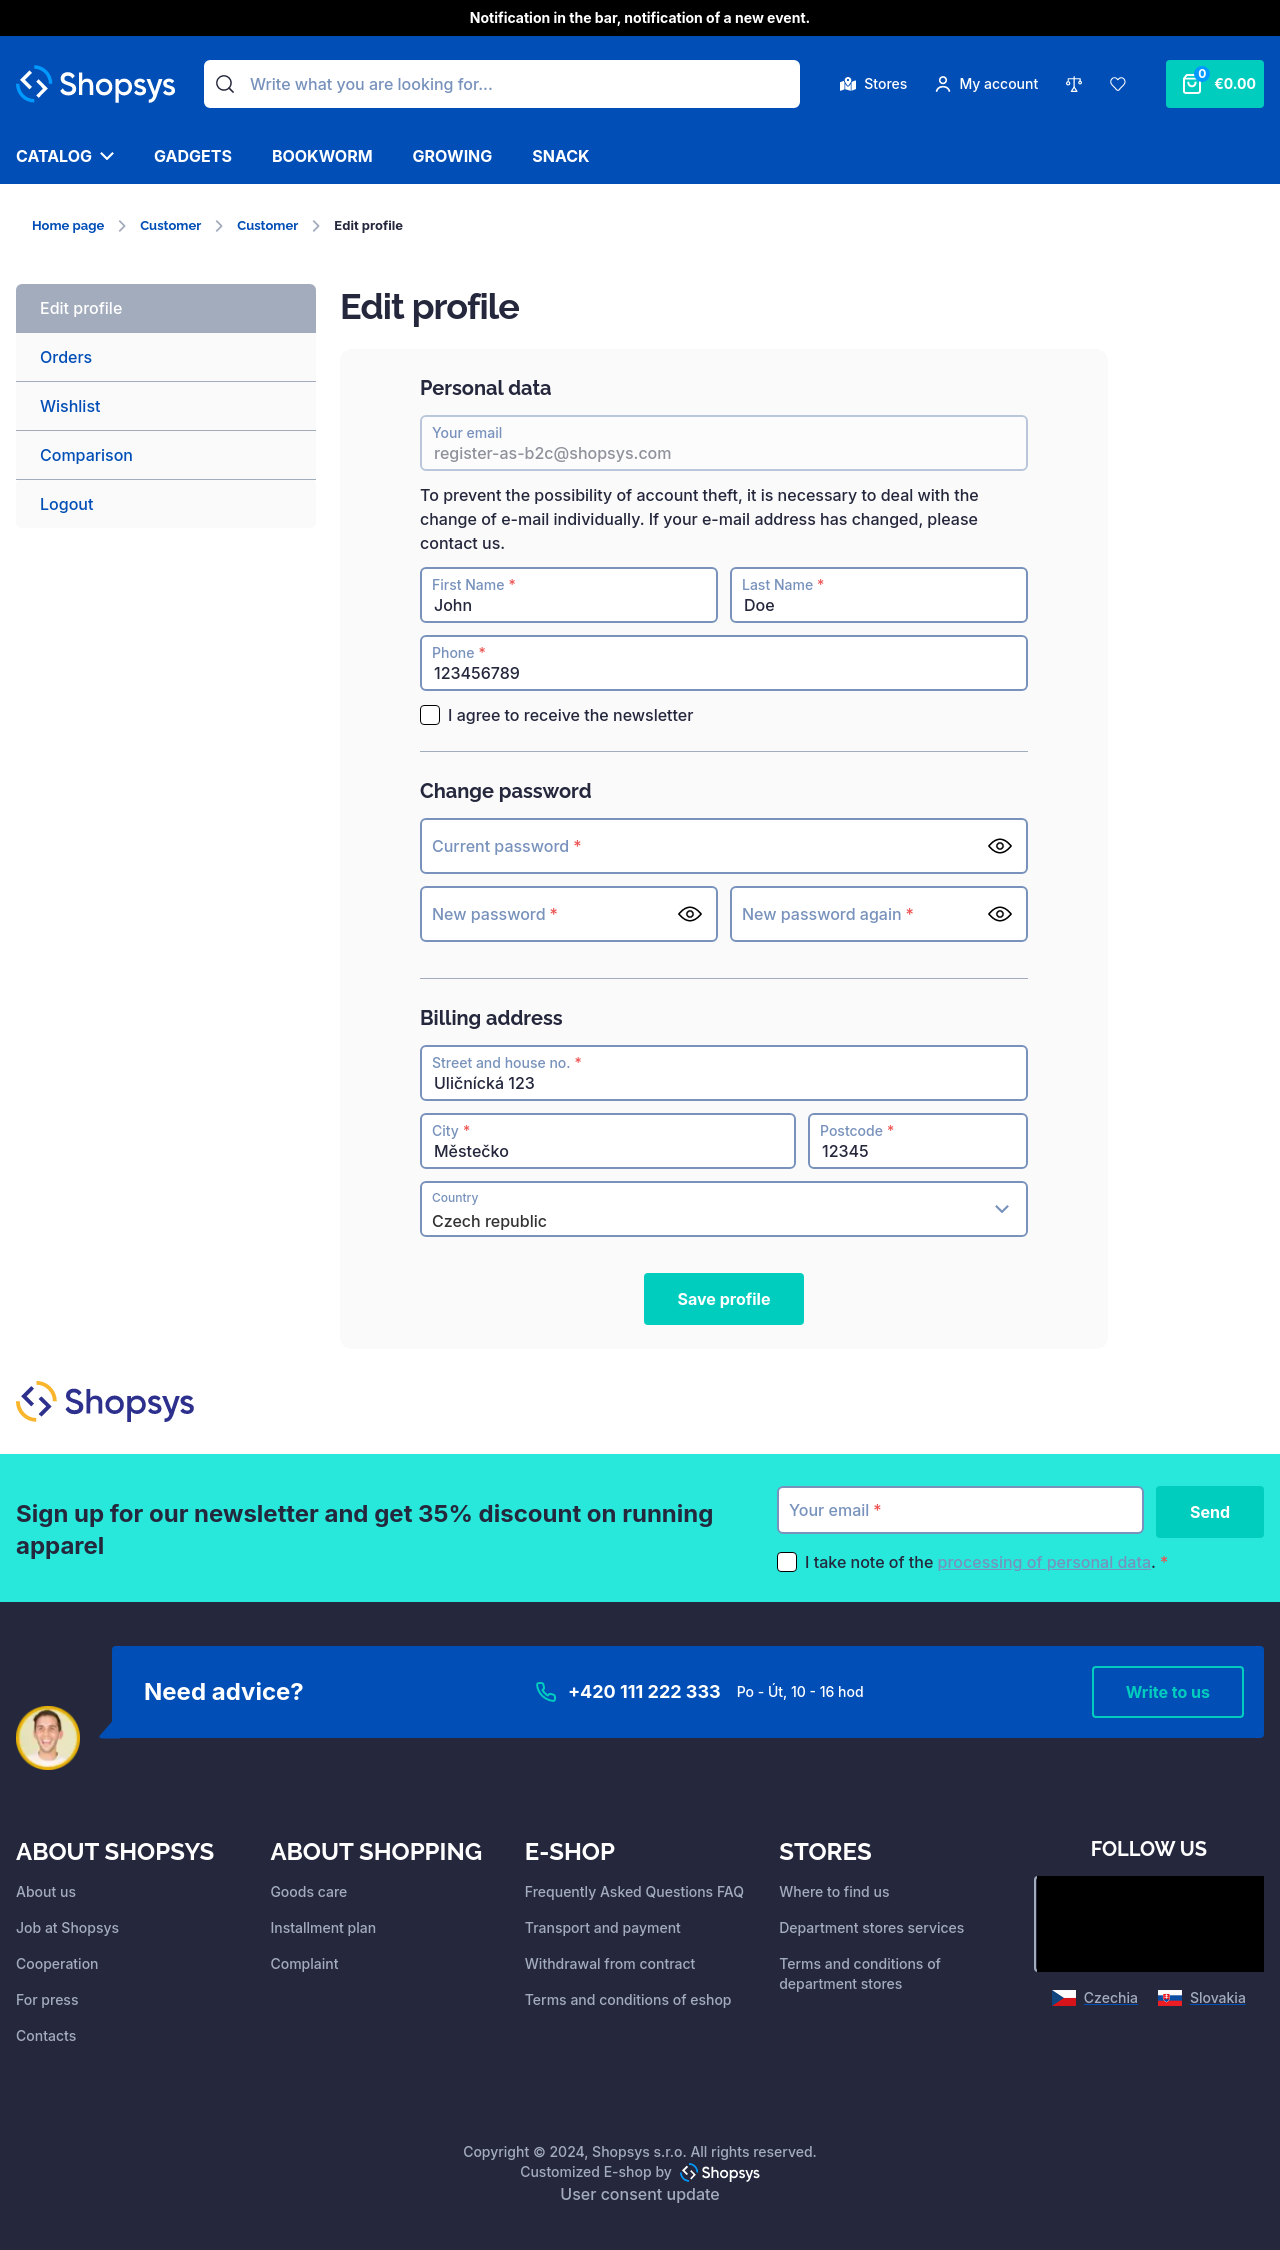 Notification in the bar, notification of a new event.
Shopsys
Write what you are looking for...
Stores
My account
0
€0.00
CATALOG
GADGETS
BOOKWORM
GROWING
SNACK
Home page
Customer
Customer
Edit profile
Edit profile
Orders
Wishlist
Comparison
Logout
Edit profile
Personal data
Your email
register-as-b2c@shopsys.com
To prevent the possibility of account theft, it is necessary to deal with the
change of e-mail individually. If your e-mail address has changed, please
contact us.
First Name *
John
Last Name *
Doe
Phone *
123456789
I agree to receive the newsletter
Change password
Current password *
New password *
New password again *
Billing address
Street and house no. *
Uličnícká 123
City *
Městečko
Postcode *
12345
Country
Czech republic
Save profile
Shopsys
Sign up for our newsletter and get 35% discount on running
apparel
Your email *
Send
I take note of the processing of personal data. *
Need advice?
+420 111 222 333
Po - Út, 10 - 16 hod
Write to us
ABOUT SHOPSYS
About us
Job at Shopsys
Cooperation
For press
Contacts
ABOUT SHOPPING
Goods care
Installment plan
Complaint
E-SHOP
Frequently Asked Questions FAQ
Transport and payment
Withdrawal from contract
Terms and conditions of eshop
STORES
Where to find us
Department stores services
Terms and conditions of
department stores
FOLLOW US
Czechia
Slovakia
Copyright © 2024, Shopsys s.r.o. All rights reserved.
Customized E-shop by Shopsys
User consent update